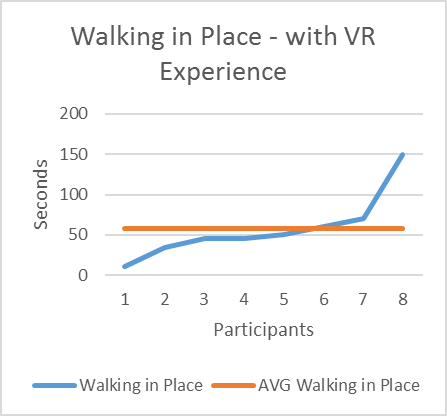 Walking in Place - with VR
Experience
200
150
100
50
0
Seconds
1 2 3 4 5 6 7 8
Participants
Walking in Place AVG Walking in Place